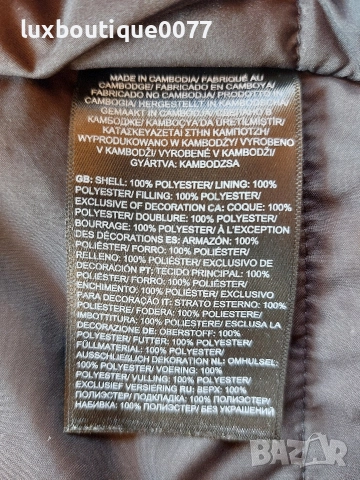 luxboutique0077
MADE IN CAMBODIA/ FABRIQUÉ AU
CAMBODGE/ FABRICADO EN CAMBOYA/
FABRICADO NO CAMBODJA/ PRODOTTO IN
CAMBOGIA/ HERGESTELLT IN KAMBODSCHA/
GEMAAKT IN CAMBODJA/
КАМБОДЖЕ/ KAMBOÇYA'DA ÜRETİLMİŞTİR/
ΚΑΤΑΣΚΕΥΑΖΕΤΑΙ ΣΤΗΝ ΚΑΜΠΟΤΖΗ/
WYPRODUKOWANO W KAMBODŻY/ VYROBENO
V KAMBODŽI/ VYROBENÉ V KAMBODŽI/
GYÁRTVA: KAMBODZSA
GB: SHELL: 100% POLYESTER/ LINING: 100%
POLYESTER/ FILLING: 100% POLYESTER/
EXCLUSIVE OF DECORATION CA: COQUE: 100%
POLYESTER/ DOUBLURE: 100% POLYESTER/
BOURRAGE: 100% POLYESTER/ À L'EXCEPTION
DES DÉCORATIONS ES: ARMAZÓN: 100%
POLIÉSTER/ FORRO: 100% POLIÉSTER/
RELLENO: 100% POLIÉSTER/ EXCLUSIVO DE
DECORACIÓN PT: TECIDO PRINCIPAL: 100%
POLIÉSTER/ FORRO: 100% POLIÉSTER/
ENCHIMENTO: 100% POLIÉSTER/ EXCLUSIVO
PARA DECORAÇÃO IT: STRATO ESTERNO: 100%
POLIESTERE/ FODERA: 100% POLIESTERE/
IMBOTTITURA: 100% POLIESTERE/ ESCLUSA LA
DECORAZIONE DE: OBERSTOFF: 100%
POLYESTER/ FUTTER: 100% POLYESTER/
FÜLLMATERIAL: 100% POLYESTER/
AUSSCHLIESSLICH DEKORATION NL: OMHULSEL:
100% POLYESTER/ VOERING: 100%
POLYESTER/ VULLING: 100% POLYESTER/
EXCLUSIEF VERSIERING RU: ВЕРХ: 100%
ПОЛИЭСТЕР/ ПОДКЛАДКА: 100% ПОЛИЭСТЕР/
НАБИВКА: 100% ПОЛИЭСТЕР/ БЕЗ УКРАШЕНИЙ
BAZAR